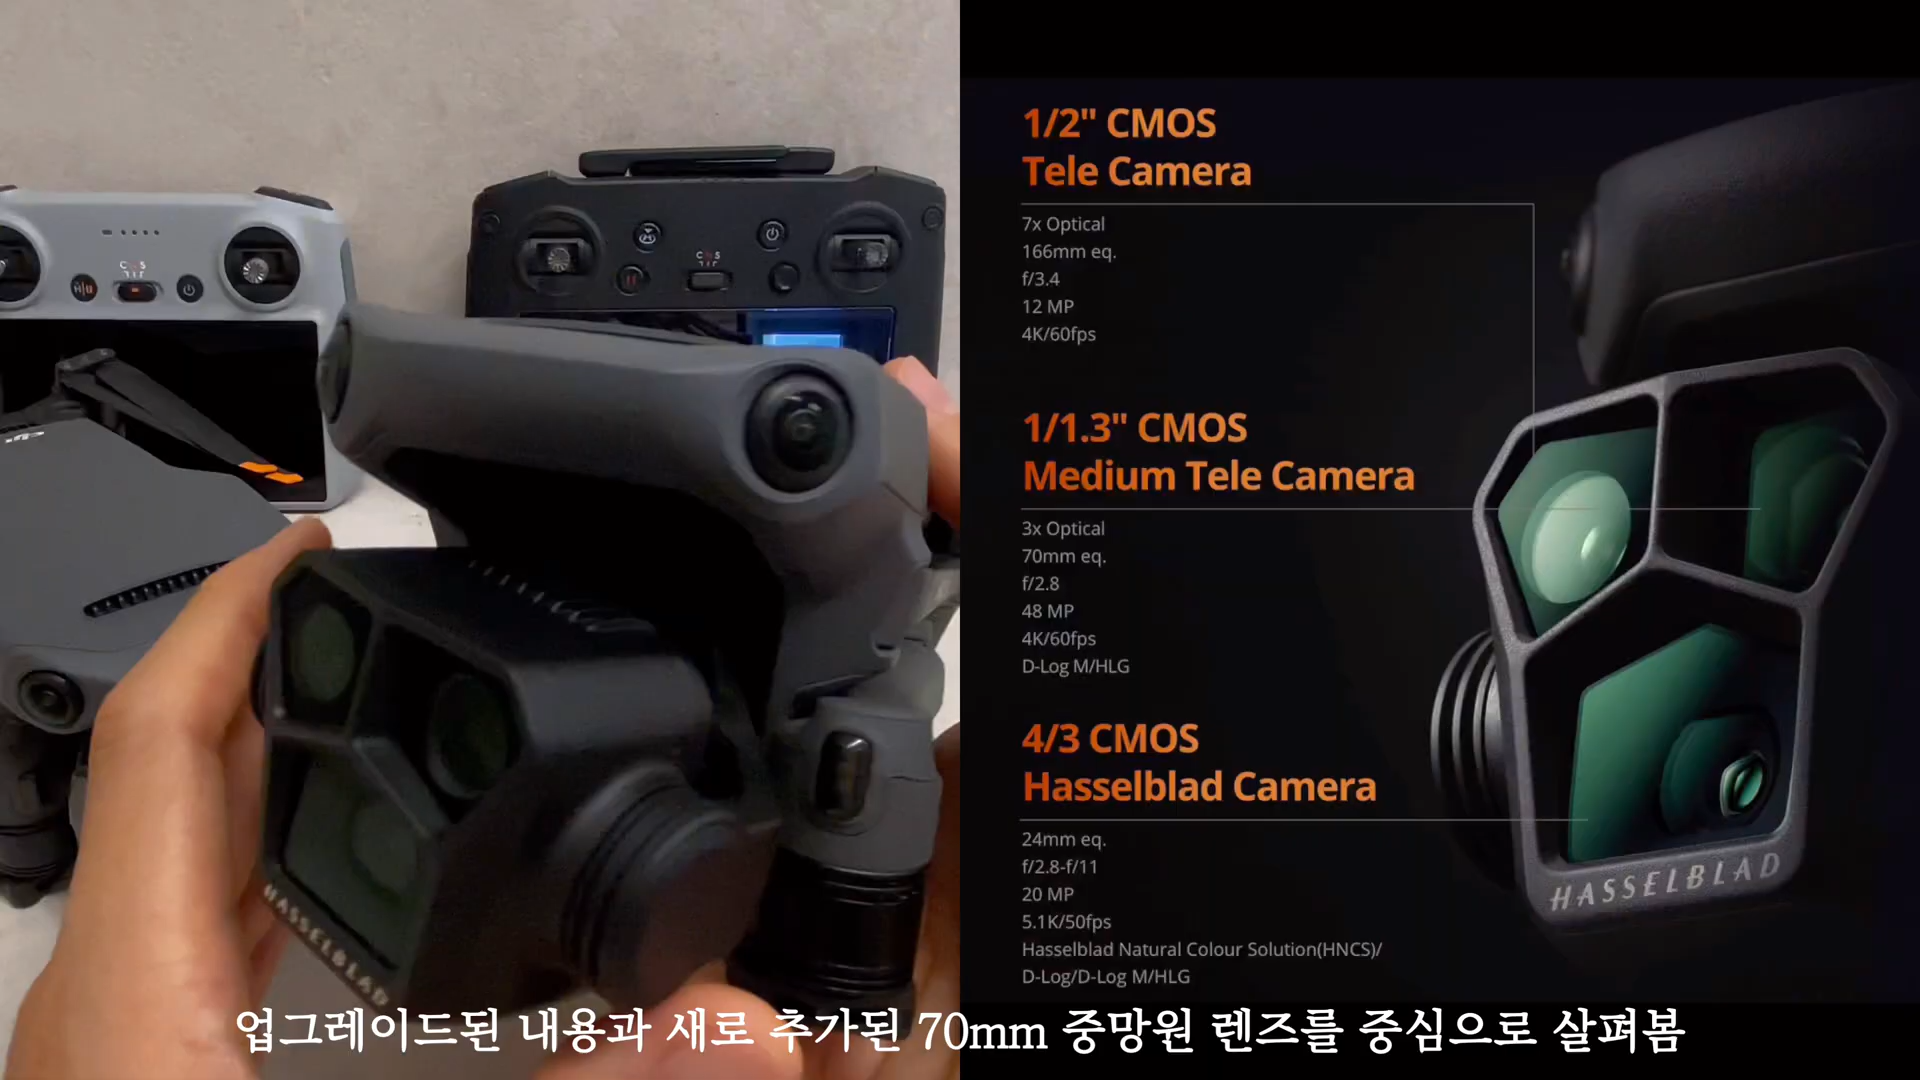 1/2" CMOS
Tele Camera
7x Optical
166mm eq.
f/3.4
12 MP
4K/60fps
1/1.3" CMOS
Medium Tele Camera
3x Optical
70mm eq.
f/2.8
48 MP
4K/60fps
D-Log M/HLG
4/3 CMOS
Hasselblad Camera
24mm eq.
f/2.8-f/11
20 MP
5.1K/50fps
Hasselblad Natural Colour Solution(HNCS)/
D-Log/D-Log M/HLG
HASSELBLAD
HASSELBLAD
CNS
CNS
업그레이드된 내용과 새로 추가된 70mm 중망원 렌즈를 중심으로 살펴봄